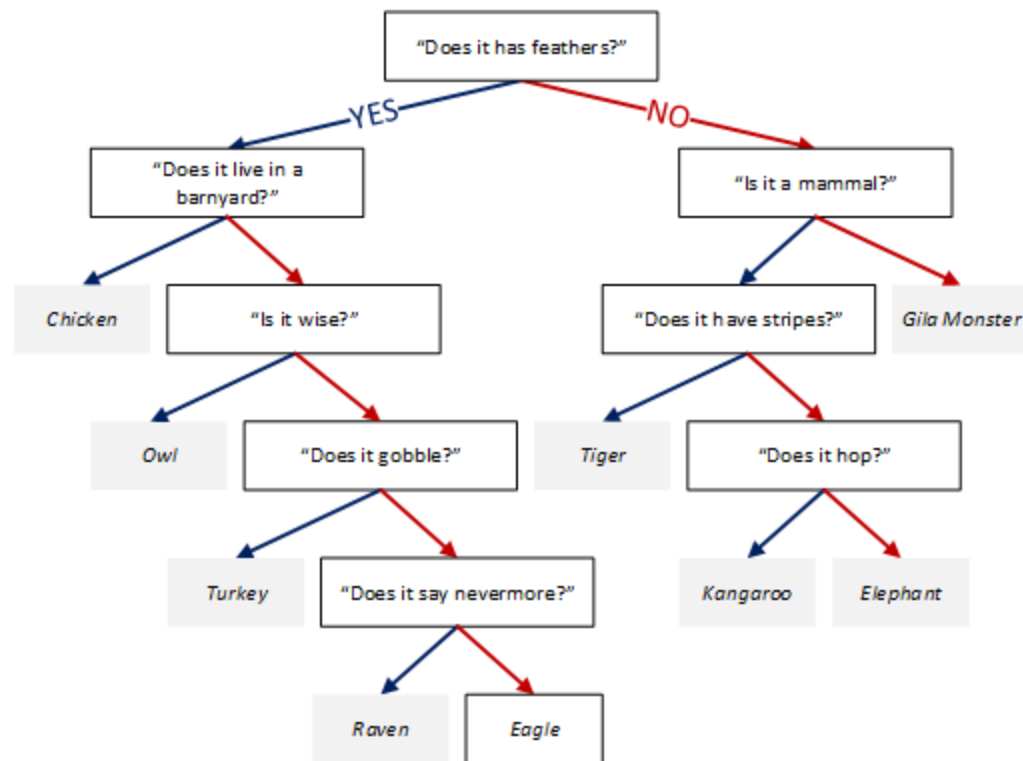 “Does it has feathers?”
YES
NO
“Does it live in a
barnyard?”
“Is it a mammal?”
Chicken
“Is it wise?”
“Does it have stripes?”
Gila Monster
Owl
“Does it gobble?”
Tiger
“Does it hop?”
Turkey
“Does it say nevermore?”
Kangaroo
Elephant
Raven
Eagle